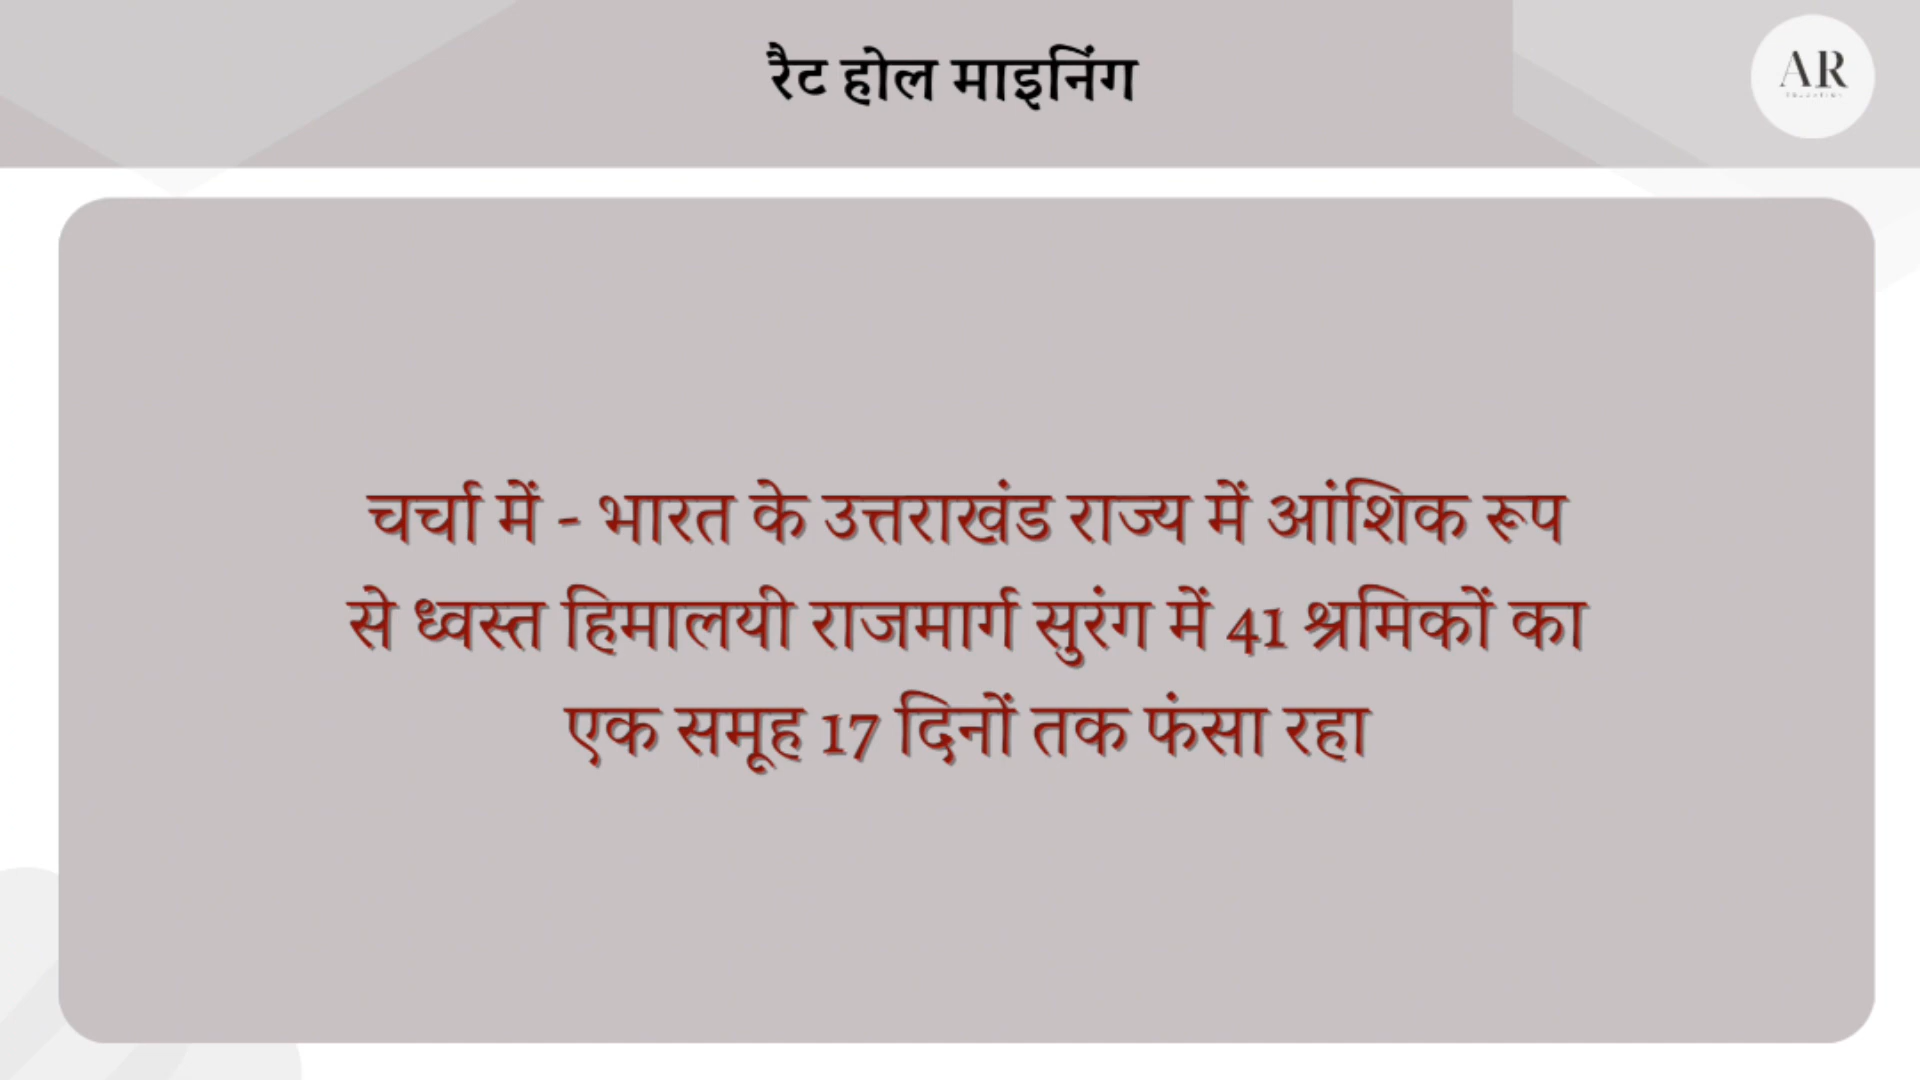 रैट होल माइनिंग
AR
चर्चा में - भारत के उत्तराखंड राज्य में आंशिक रूप
से ध्वस्त हिमालयी राजमार्ग सुरंग में 41 श्रमिकों का
एक समूह 17 दिनों तक फंसा रहा